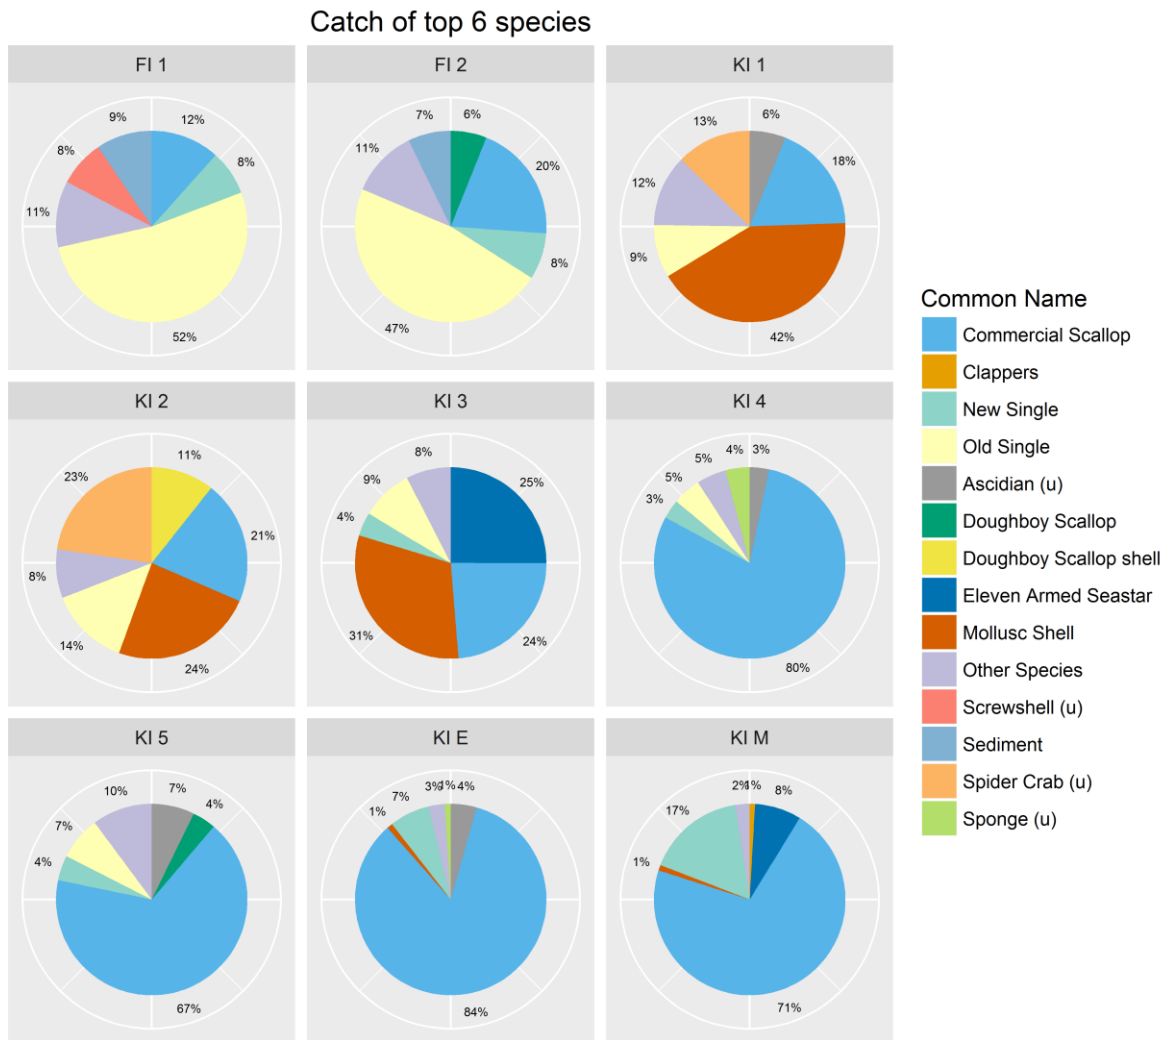 Catch of top 6 species
FI 1
FI 2
KI 1
9%
12%
8%
8%
11%
52%
7%
6%
11%
20%
8%
47%
13%
6%
12%
18%
9%
42%
KI 2
KI 3
KI 4
23%
11%
21%
8%
14%
24%
8%
9%
25%
4%
31%
24%
4%
3%
5%
5%
3%
80%
KI 5
KI E
KI M
10%
7%
4%
7%
4%
67%
3%
1%
4%
7%
1%
84%
2%
1%
8%
17%
1%
71%
Common Name
Commercial Scallop
Clappers
New Single
Old Single
Ascidian (u)
Doughboy Scallop
Doughboy Scallop shell
Eleven Armed Seastar
Mollusc Shell
Other Species
Screwshell (u)
Sediment
Spider Crab (u)
Sponge (u)